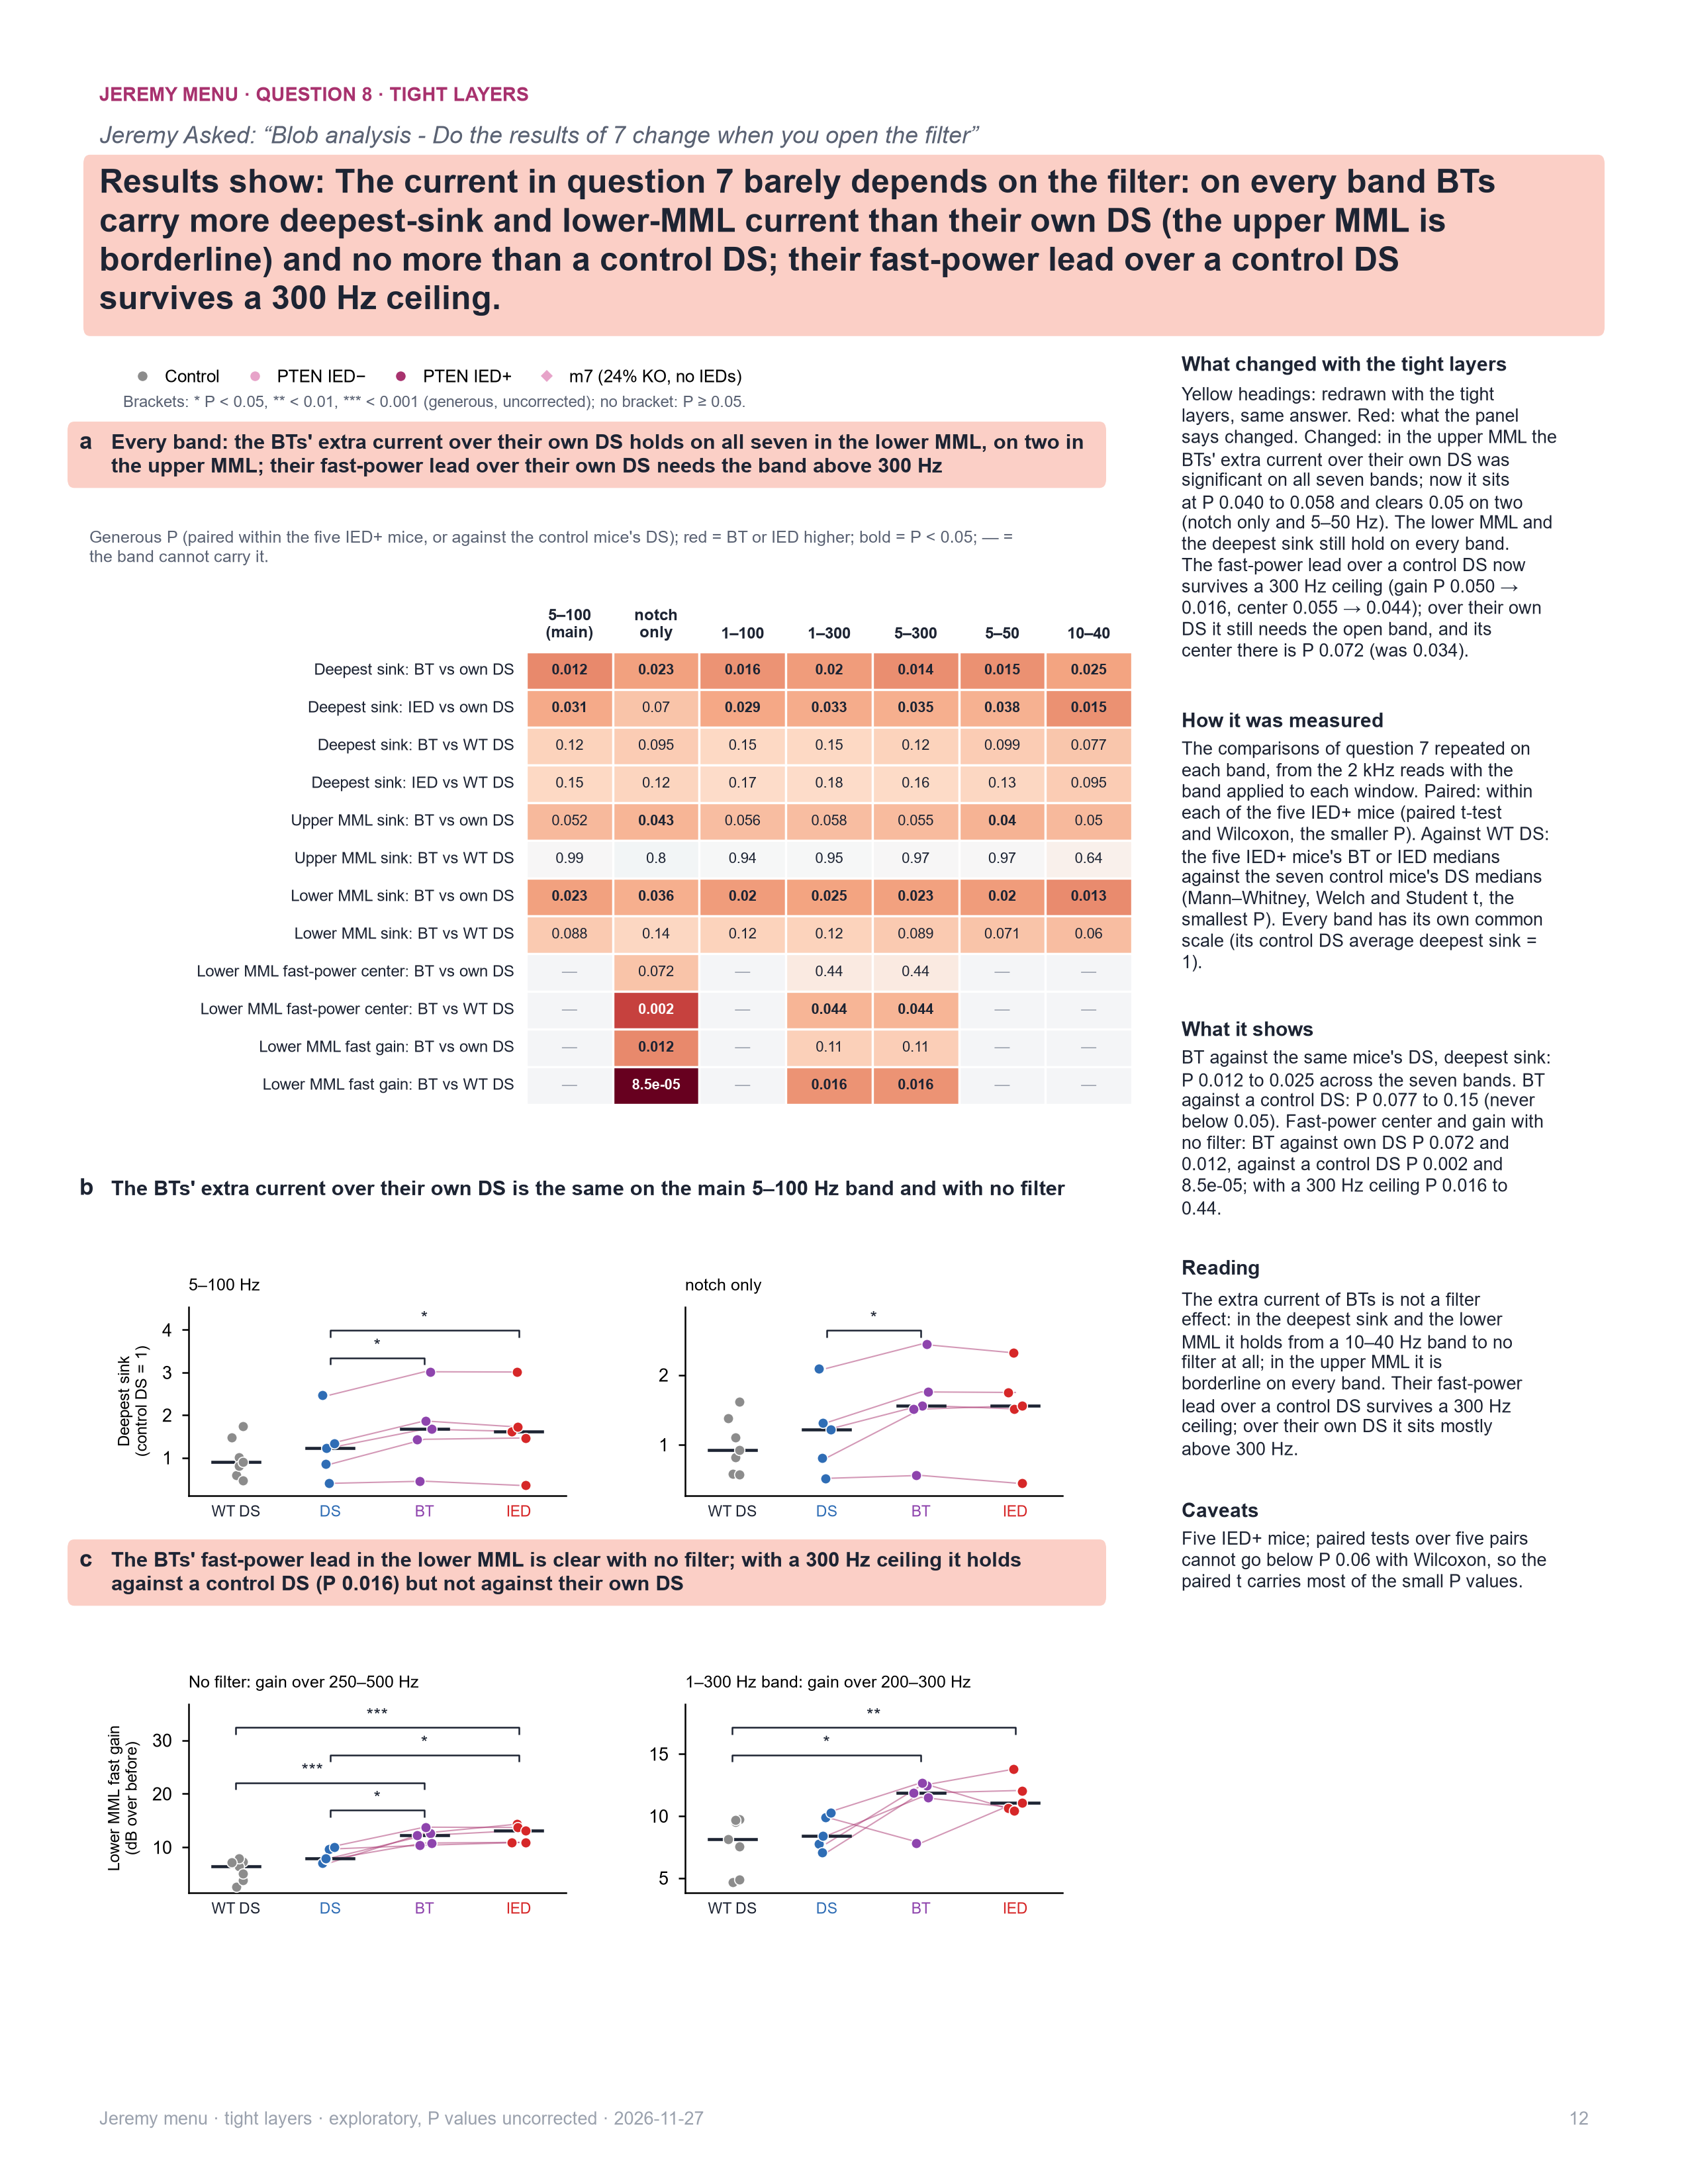 JEREMY MENU · QUESTION 8 · TIGHT LAYERS
Jeremy Asked: “Blob analysis - Do the results of 7 change when you open the filter”
Results show: The current in question 7 barely depends on the filter: on every band BTs
carry more deepest-sink and lower-MML current than their own DS (the upper MML is
borderline) and no more than a control DS; their fast-power lead over a control DS
survives a 300 Hz ceiling.
Control PTEN IED− PTEN IED+ m7 (24% KO, no IEDs)
Brackets: * P < 0.05, ** < 0.01, *** < 0.001 (generous, uncorrected); no bracket: P ≥ 0.05.
a Every band: the BTs' extra current over their own DS holds on all seven in the lower MML, on two in
the upper MML; their fast-power lead over their own DS needs the band above 300 Hz
Generous P (paired within the five IED+ mice, or against the control mice's DS); red = BT or IED higher; bold = P < 0.05; — =
the band cannot carry it.
5–100 (main) notch only 1–100 1–300 5–300 5–50 10–40
Deepest sink: BT vs own DS 0.012 0.023 0.016 0.02 0.014 0.015 0.025
Deepest sink: IED vs own DS 0.031 0.07 0.029 0.033 0.035 0.038 0.015
Deepest sink: BT vs WT DS 0.12 0.095 0.15 0.15 0.12 0.099 0.077
Deepest sink: IED vs WT DS 0.15 0.12 0.17 0.18 0.16 0.13 0.095
Upper MML sink: BT vs own DS 0.052 0.043 0.056 0.058 0.055 0.04 0.05
Upper MML sink: BT vs WT DS 0.99 0.8 0.94 0.95 0.97 0.97 0.64
Lower MML sink: BT vs own DS 0.023 0.036 0.02 0.025 0.023 0.02 0.013
Lower MML sink: BT vs WT DS 0.088 0.14 0.12 0.12 0.089 0.071 0.06
Lower MML fast-power center: BT vs own DS — 0.072 — 0.44 0.44 — —
Lower MML fast-power center: BT vs WT DS — 0.002 — 0.044 0.044 — —
Lower MML fast gain: BT vs own DS — 0.012 — 0.11 0.11 — —
Lower MML fast gain: BT vs WT DS — 8.5e-05 — 0.016 0.016 — —
b The BTs' extra current over their own DS is the same on the main 5–100 Hz band and with no filter
5–100 Hz
Deepest sink
(control DS = 1)
4
3
2
1
*
*
WT DS DS BT IED
notch only
2
1
*
WT DS DS BT IED
c The BTs' fast-power lead in the lower MML is clear with no filter; with a 300 Hz ceiling it holds
against a control DS (P 0.016) but not against their own DS
No filter: gain over 250–500 Hz
Lower MML fast gain
(dB over before)
30
20
10
***
*
***
*
WT DS DS BT IED
1–300 Hz band: gain over 200–300 Hz
15
10
5
**
*
WT DS DS BT IED
What changed with the tight layers
Yellow headings: redrawn with the tight
layers, same answer. Red: what the panel
says changed. Changed: in the upper MML the
BTs' extra current over their own DS was
significant on all seven bands; now it sits
at P 0.040 to 0.058 and clears 0.05 on two
(notch only and 5–50 Hz). The lower MML and
the deepest sink still hold on every band.
The fast-power lead over a control DS now
survives a 300 Hz ceiling (gain P 0.050 →
0.016, center 0.055 → 0.044); over their own
DS it still needs the open band, and its
center there is P 0.072 (was 0.034).
How it was measured
The comparisons of question 7 repeated on
each band, from the 2 kHz reads with the
band applied to each window. Paired: within
each of the five IED+ mice (paired t-test
and Wilcoxon, the smaller P). Against WT DS:
the five IED+ mice's BT or IED medians
against the seven control mice's DS medians
(Mann–Whitney, Welch and Student t, the
smallest P). Every band has its own common
scale (its control DS average deepest sink =
1).
What it shows
BT against the same mice's DS, deepest sink:
P 0.012 to 0.025 across the seven bands. BT
against a control DS: P 0.077 to 0.15 (never
below 0.05). Fast-power center and gain with
no filter: BT against own DS P 0.072 and
0.012, against a control DS P 0.002 and
8.5e-05; with a 300 Hz ceiling P 0.016 to
0.44.
Reading
The extra current of BTs is not a filter
effect: in the deepest sink and the lower
MML it holds from a 10–40 Hz band to no
filter at all; in the upper MML it is
borderline on every band. Their fast-power
lead over a control DS survives a 300 Hz
ceiling; over their own DS it sits mostly
above 300 Hz.
Caveats
Five IED+ mice; paired tests over five pairs
cannot go below P 0.06 with Wilcoxon, so the
paired t carries most of the small P values.
Jeremy menu · tight layers · exploratory, P values uncorrected · 2026-11-27
12